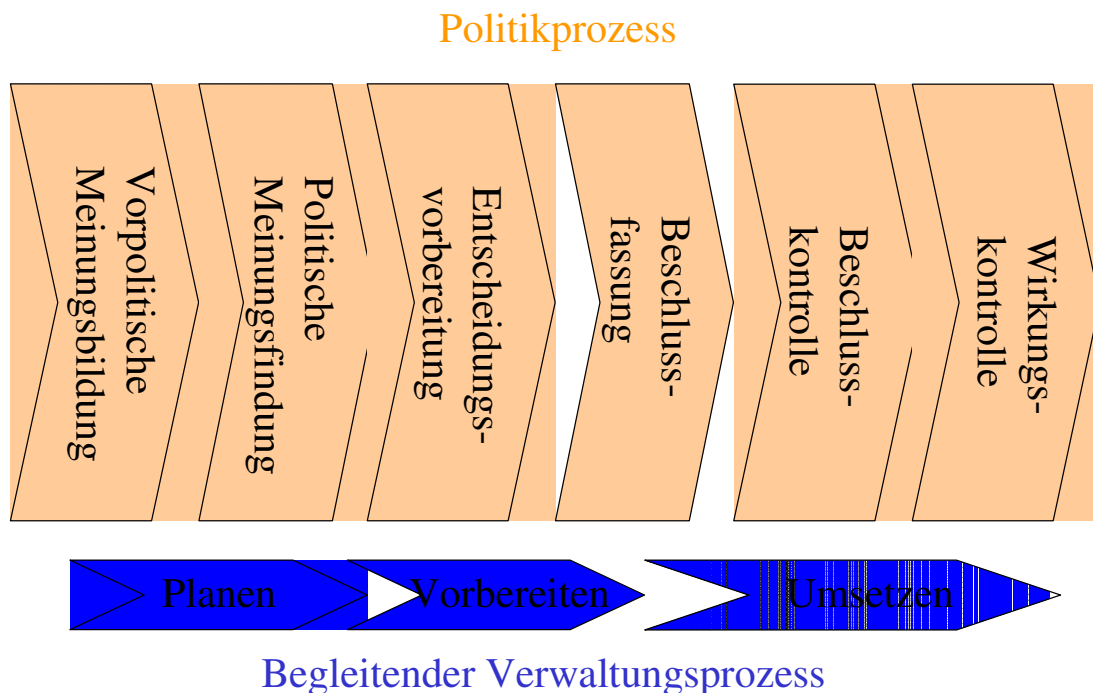 Politikprozess
Vorpolitische
Meinungsbildung
Politische
Meinungsfindung
Entscheidungs-
vorbereitung
Beschluss-
fassung
Beschluss-
kontrolle
Wirkungs-
kontrolle
Planen
Vorbereiten
Umsetzen
Begleitender Verwaltungsprozess